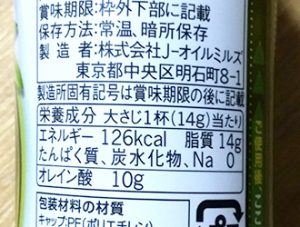 賞味期限:枠外下部に記載
保存方法:常温、暗所保存
製造者:株式会社J-オイルミルズ
東京都中央区明石町8-1
製造所固有記号は賞味期限の後に記載
栄養成分 大さじ1杯(14g)当たり
エネルギー 126kcal 脂質 14g
たんぱく質、炭水化物、Na 0
オレイン酸 10g
包装材料の材質
キャップ:PE(ポリエチレン)